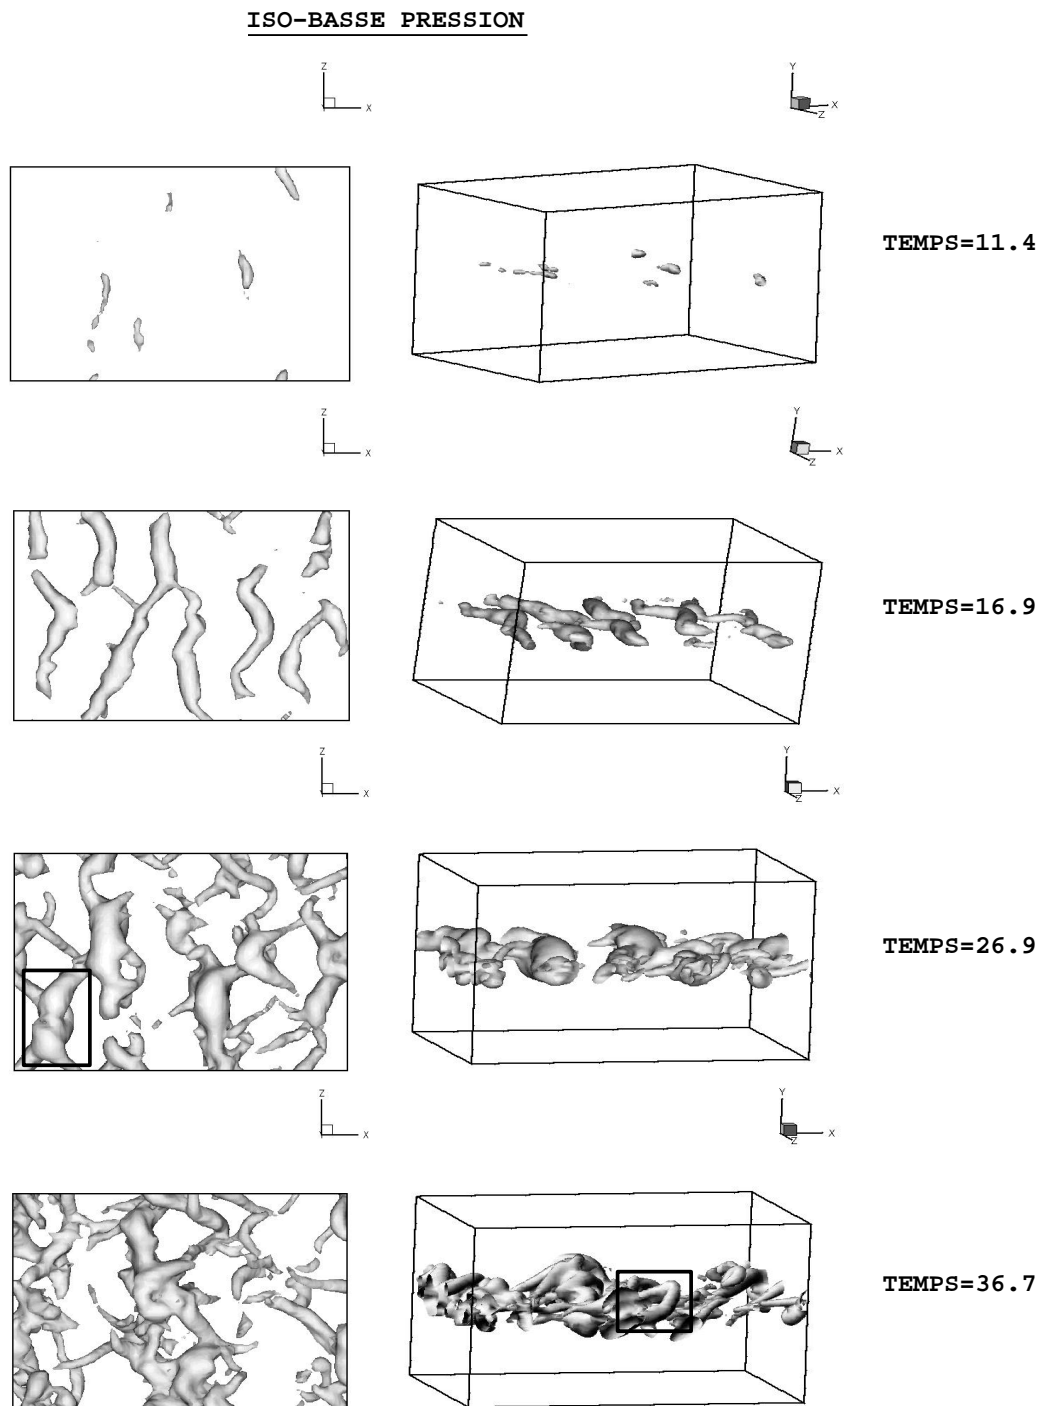 ISO-BASSE PRESSION
Z
X
Y
X
Z
TEMPS=11.4
Z
X
Y
X
Z
TEMPS=16.9
Z
X
Y
X
Z
TEMPS=26.9
Z
X
Y
X
Z
TEMPS=36.7